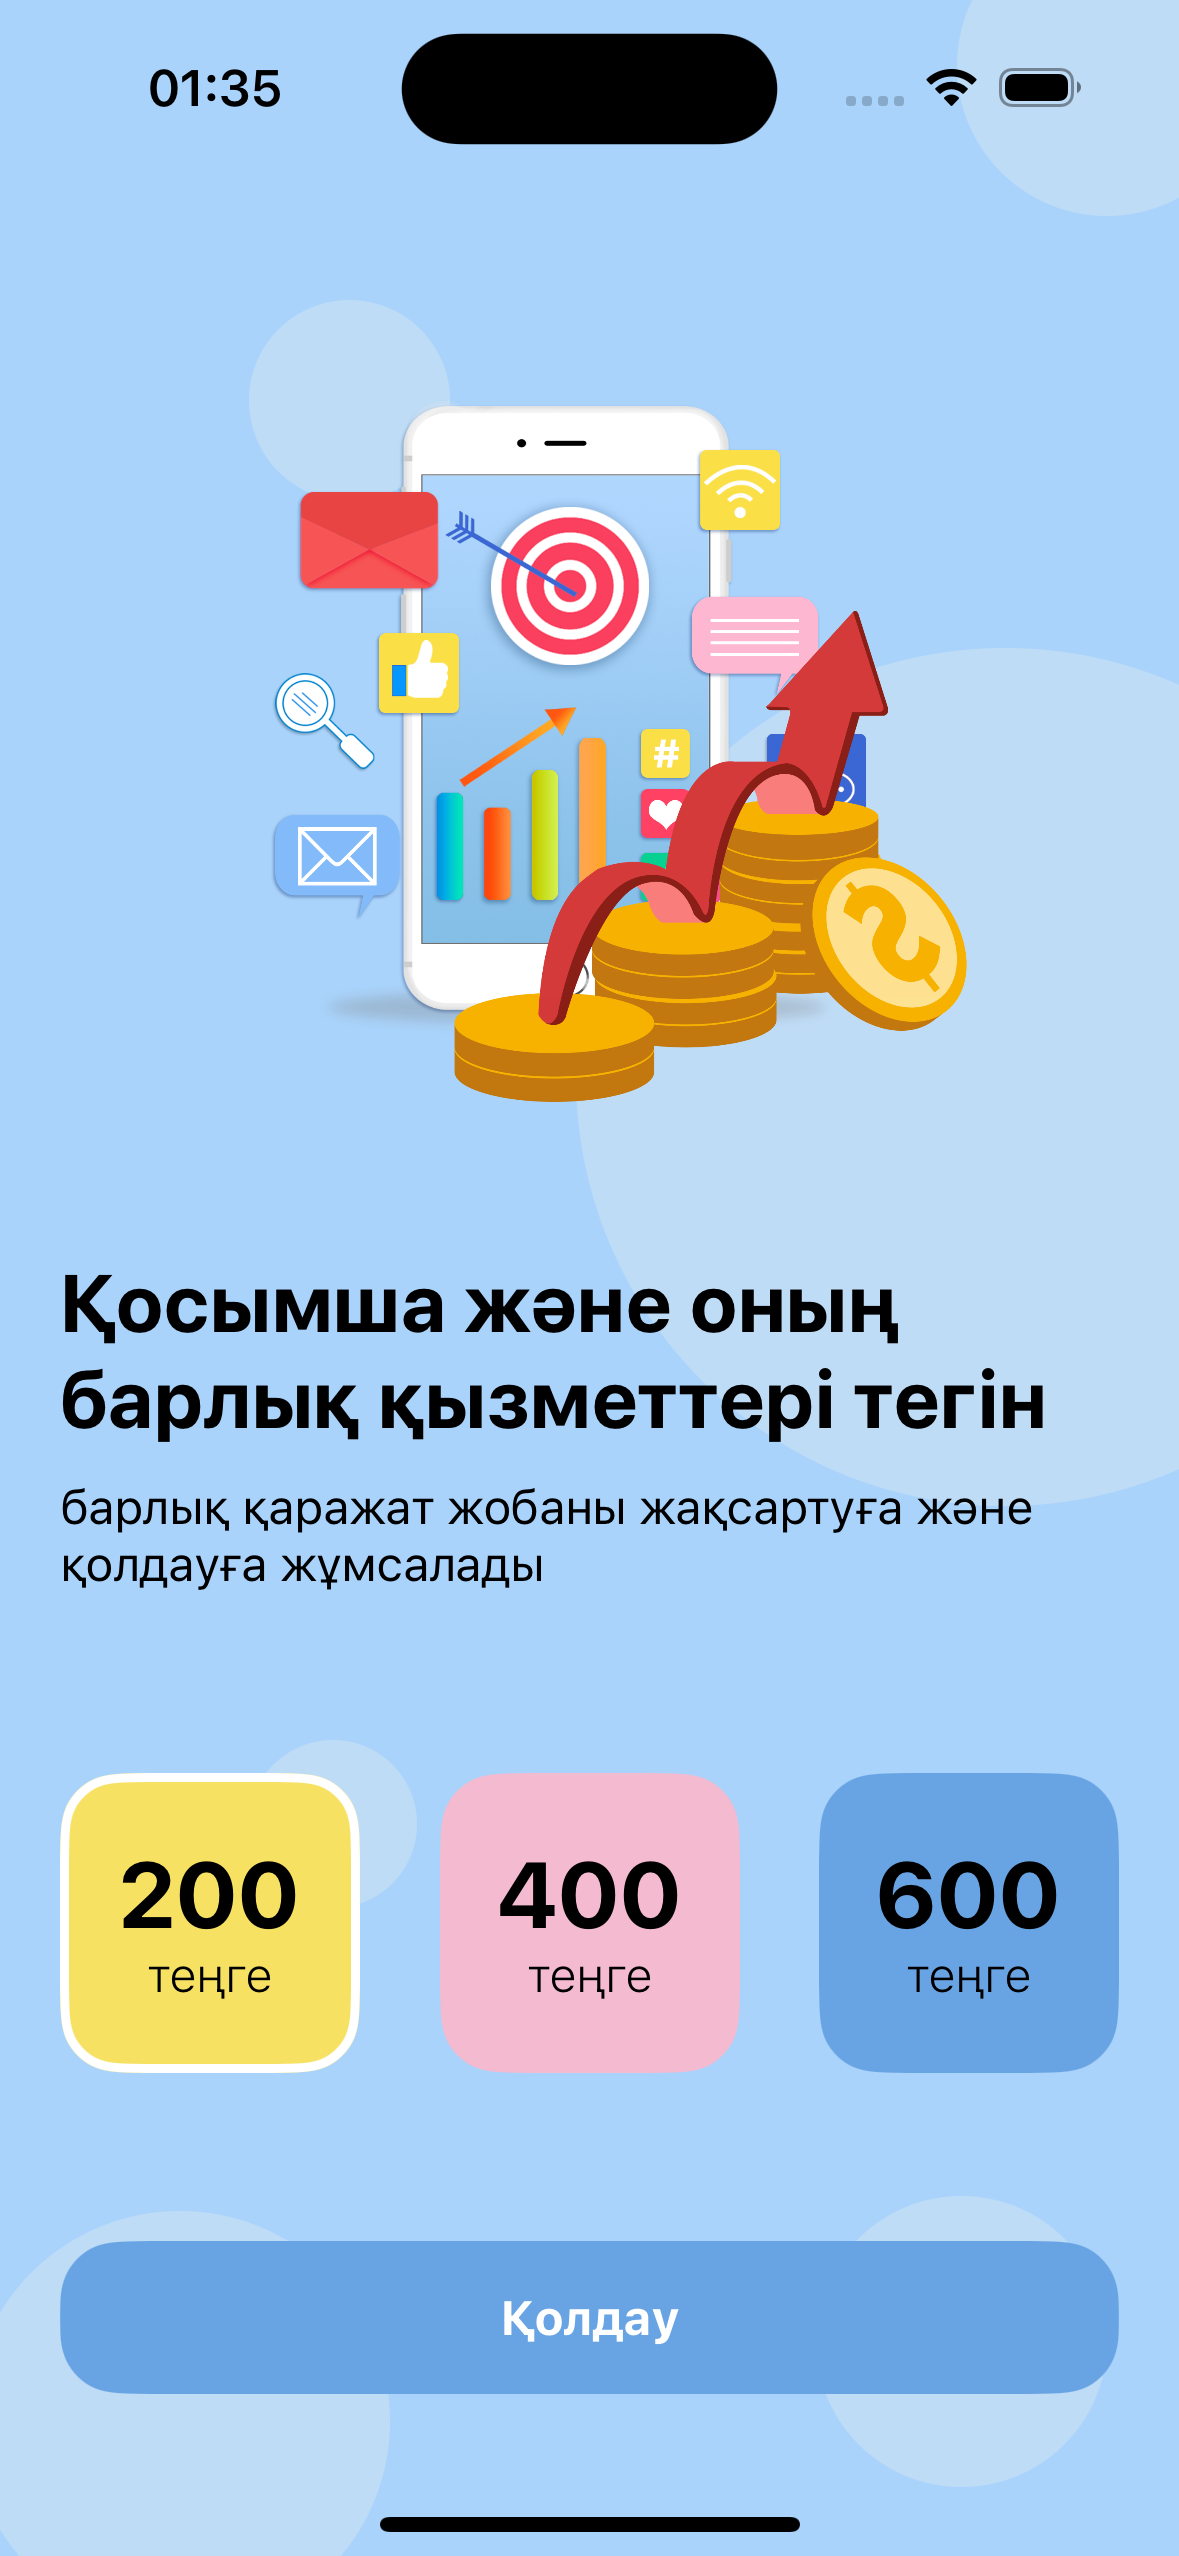 01:35
#
Қосымша және оның
барлық қызметтері тегін
барлық қаражат жобаны жақсартуға және
қолдауға жұмсалады
200
теңге
400
теңге
600
теңге
Қолдау